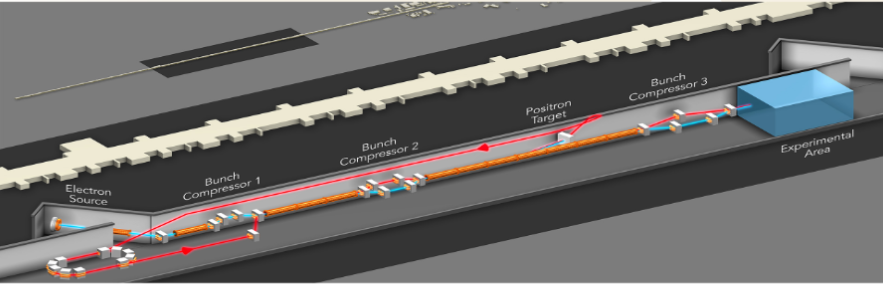 Electron
Source
Bunch
Compressor 1
Bunch
Compressor 2
Positron
Target
Bunch
Compressor 3
Experimental
Area